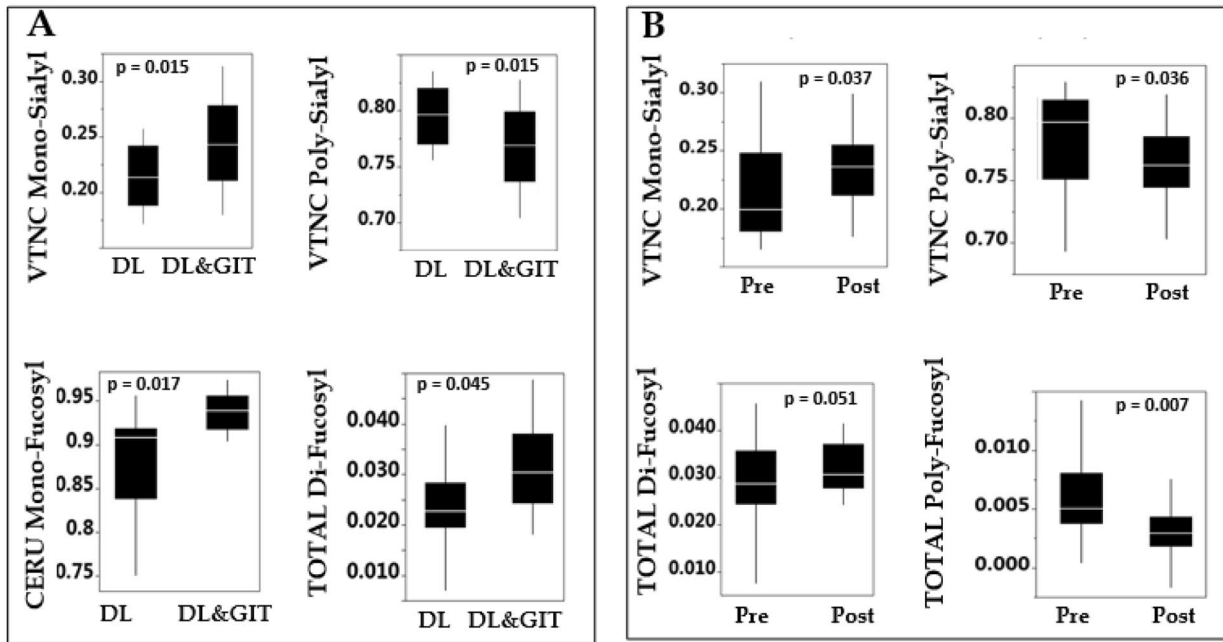 A
VTNC Mono-Sialyl
p = 0.015
0.30
0.25
0.20
DL DL&GIT
VTNC Poly-Sialyl
p = 0.015
0.80
0.75
0.70
DL DL&GIT
CERU Mono-Fucosyl
p = 0.017
0.95
0.9
0.85
0.8
0.75
DL DL&GIT
TOTAL Di-Fucosyl
p = 0.045
0.040
0.030
0.020
0.010
DL DL&GIT
B
VTNC Mono-Sialyl
p = 0.037
0.30
0.25
0.20
Pre Post
VTNC Poly-Sialyl
p = 0.036
0.80
0.75
0.70
Pre Post
TOTAL Di-Fucosyl
p = 0.051
0.040
0.030
0.020
0.010
Pre Post
TOTAL Poly-Fucosyl
p = 0.007
0.010
0.005
0.000
Pre Post